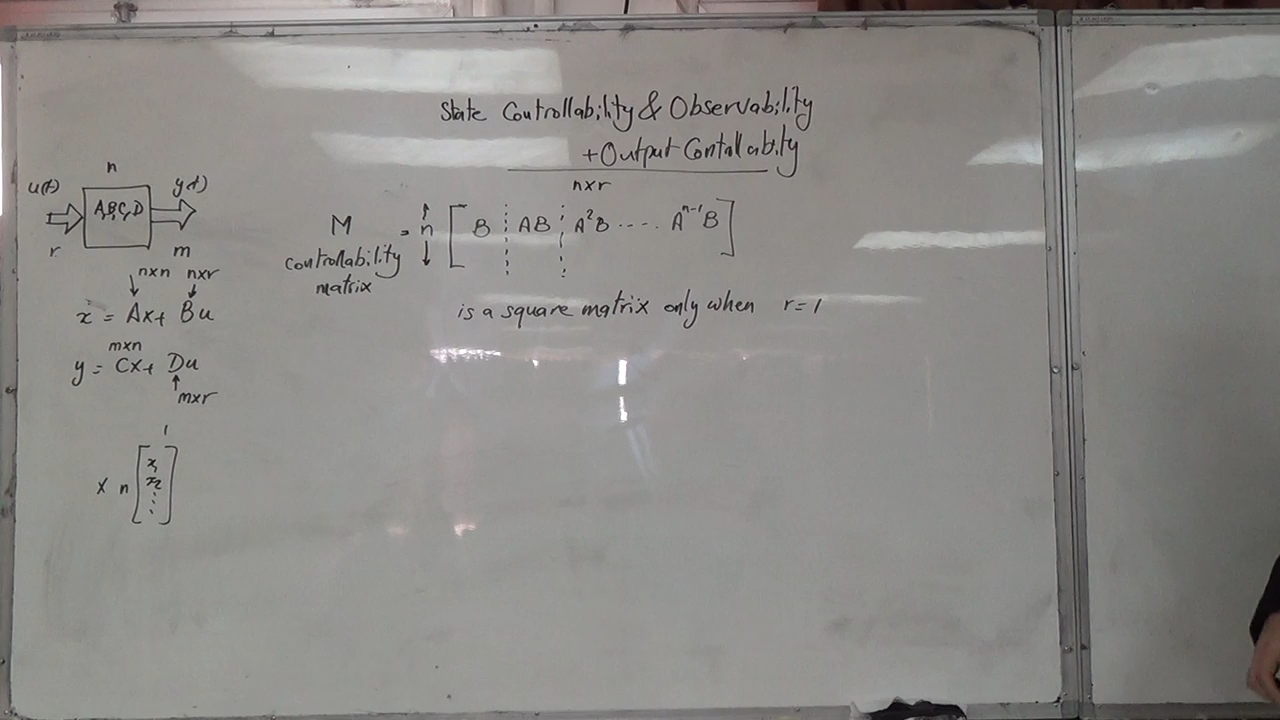 State Controllability & Observability
+ Output Contallabity
n
u(t)
y(t)
A,B,C,D
r
m
n×n n×r
ẋ = Ax + Bu
m×n
y = Cx + Du
m×r
1
X n [x₁
x₂
⋮]
n×r
M = n [B ⋮ AB ⋮ A²B ---- Aⁿ⁻¹B]
controllability
matrix
is a square matrix only when r=1